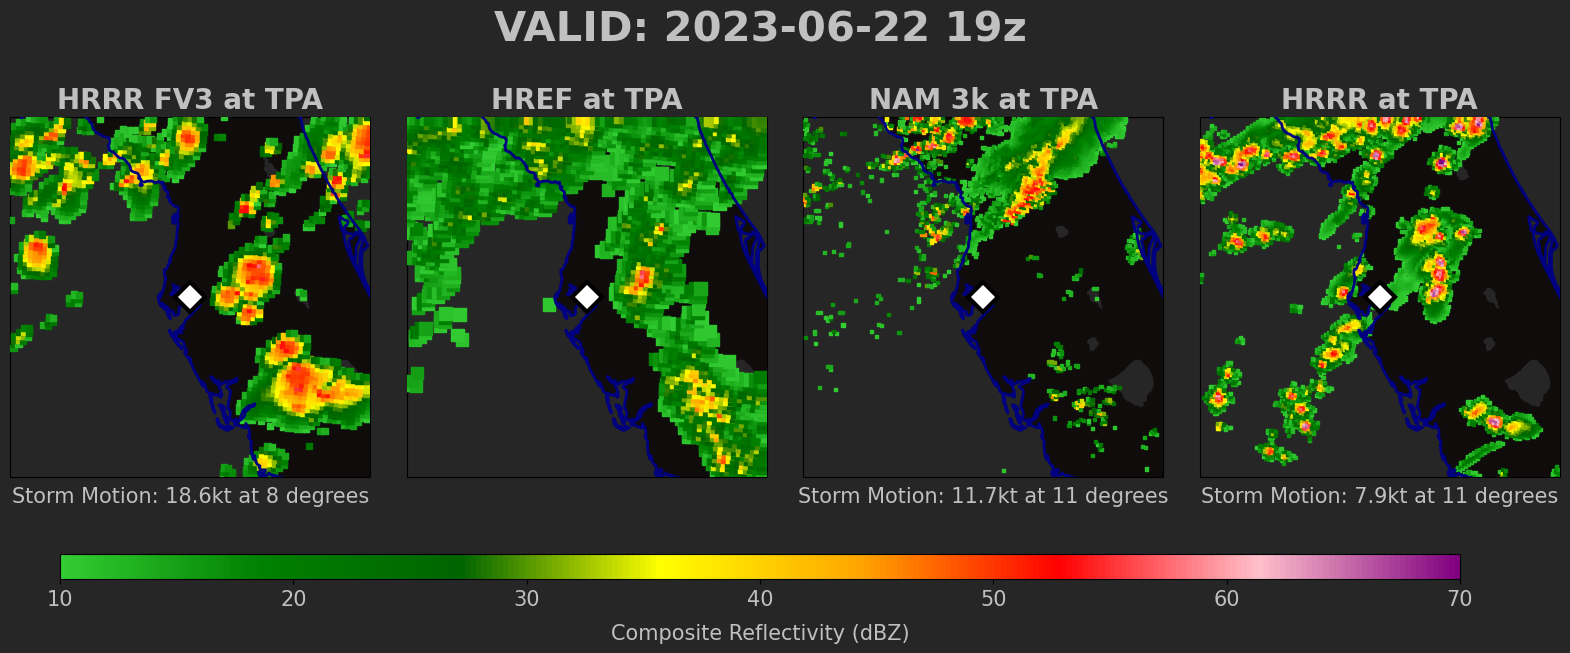 VALID: 2023-06-22 19z
HRRR FV3 at TPA
HREF at TPA
NAM 3k at TPA
HRRR at TPA
Storm Motion: 18.6kt at 8 degrees
Storm Motion: 11.7kt at 11 degrees
Storm Motion: 7.9kt at 11 degrees
10 20 30 40 50 60 70
Composite Reflectivity (dBZ)